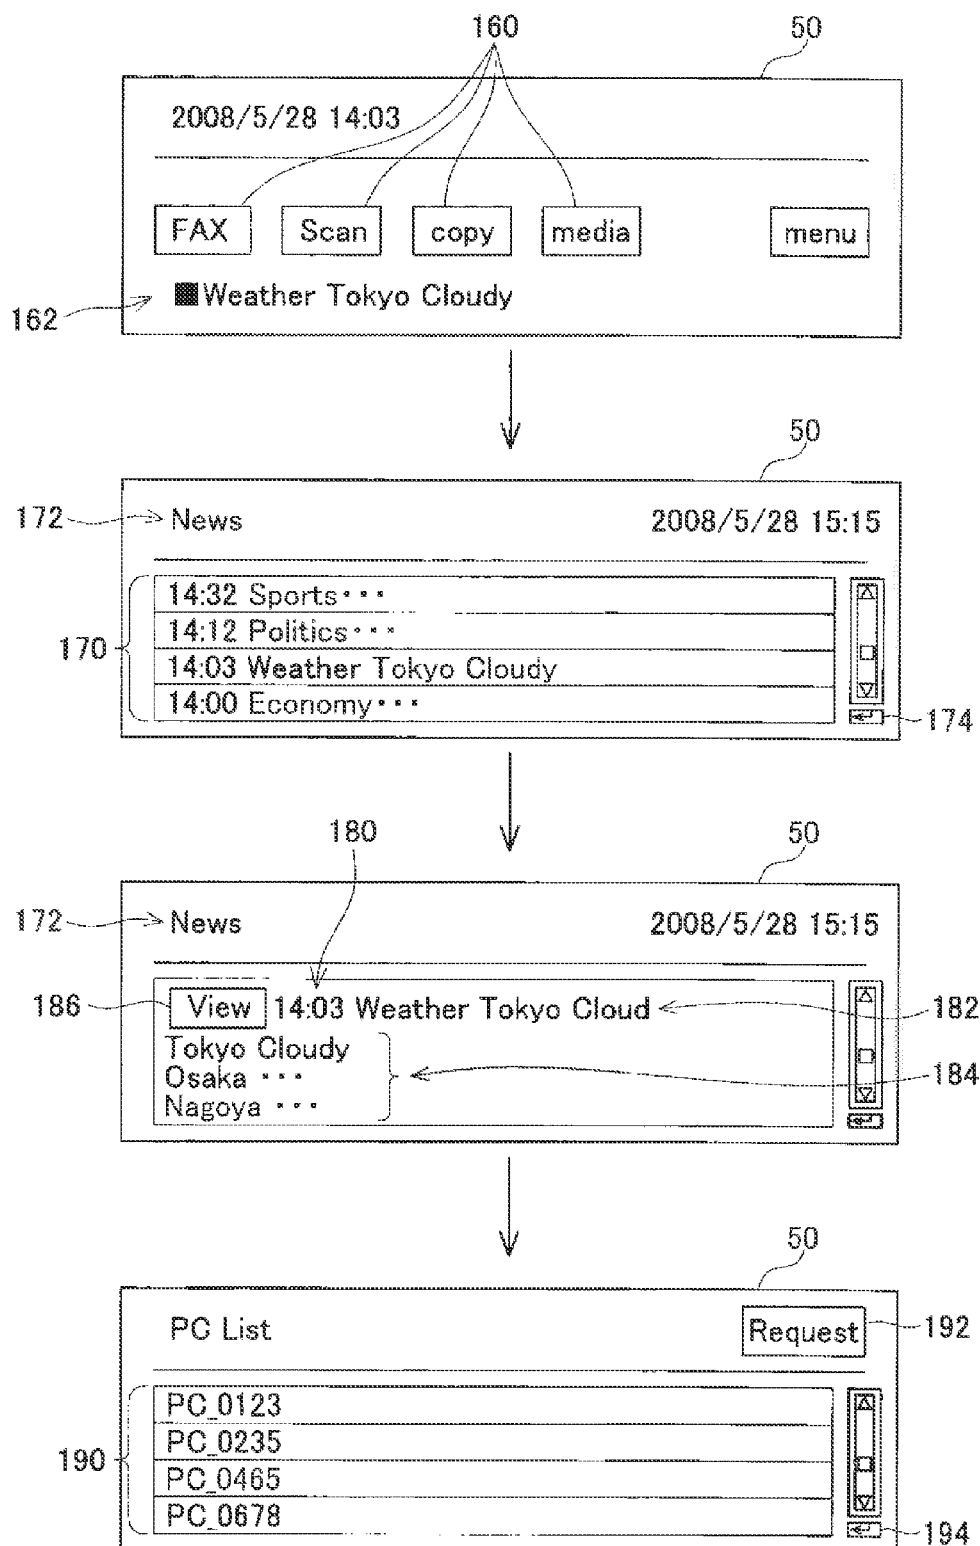 160
50
2008/5/28 14:03
FAX Scan copy media menu
162
■Weather Tokyo Cloudy
50
172 News 2008/5/28 15:15
170
14:32 Sports･･･
14:12 Politics･･･
14:03 Weather Tokyo Cloudy
14:00 Economy･･･
174
180
50
172 News 2008/5/28 15:15
186 View 14:03 Weather Tokyo Cloud 182
Tokyo Cloudy
Osaka ･･･ 184
Nagoya ･･･
50
PC List Request 192
190
PC_0123
PC_0235
PC_0465
PC_0678
194